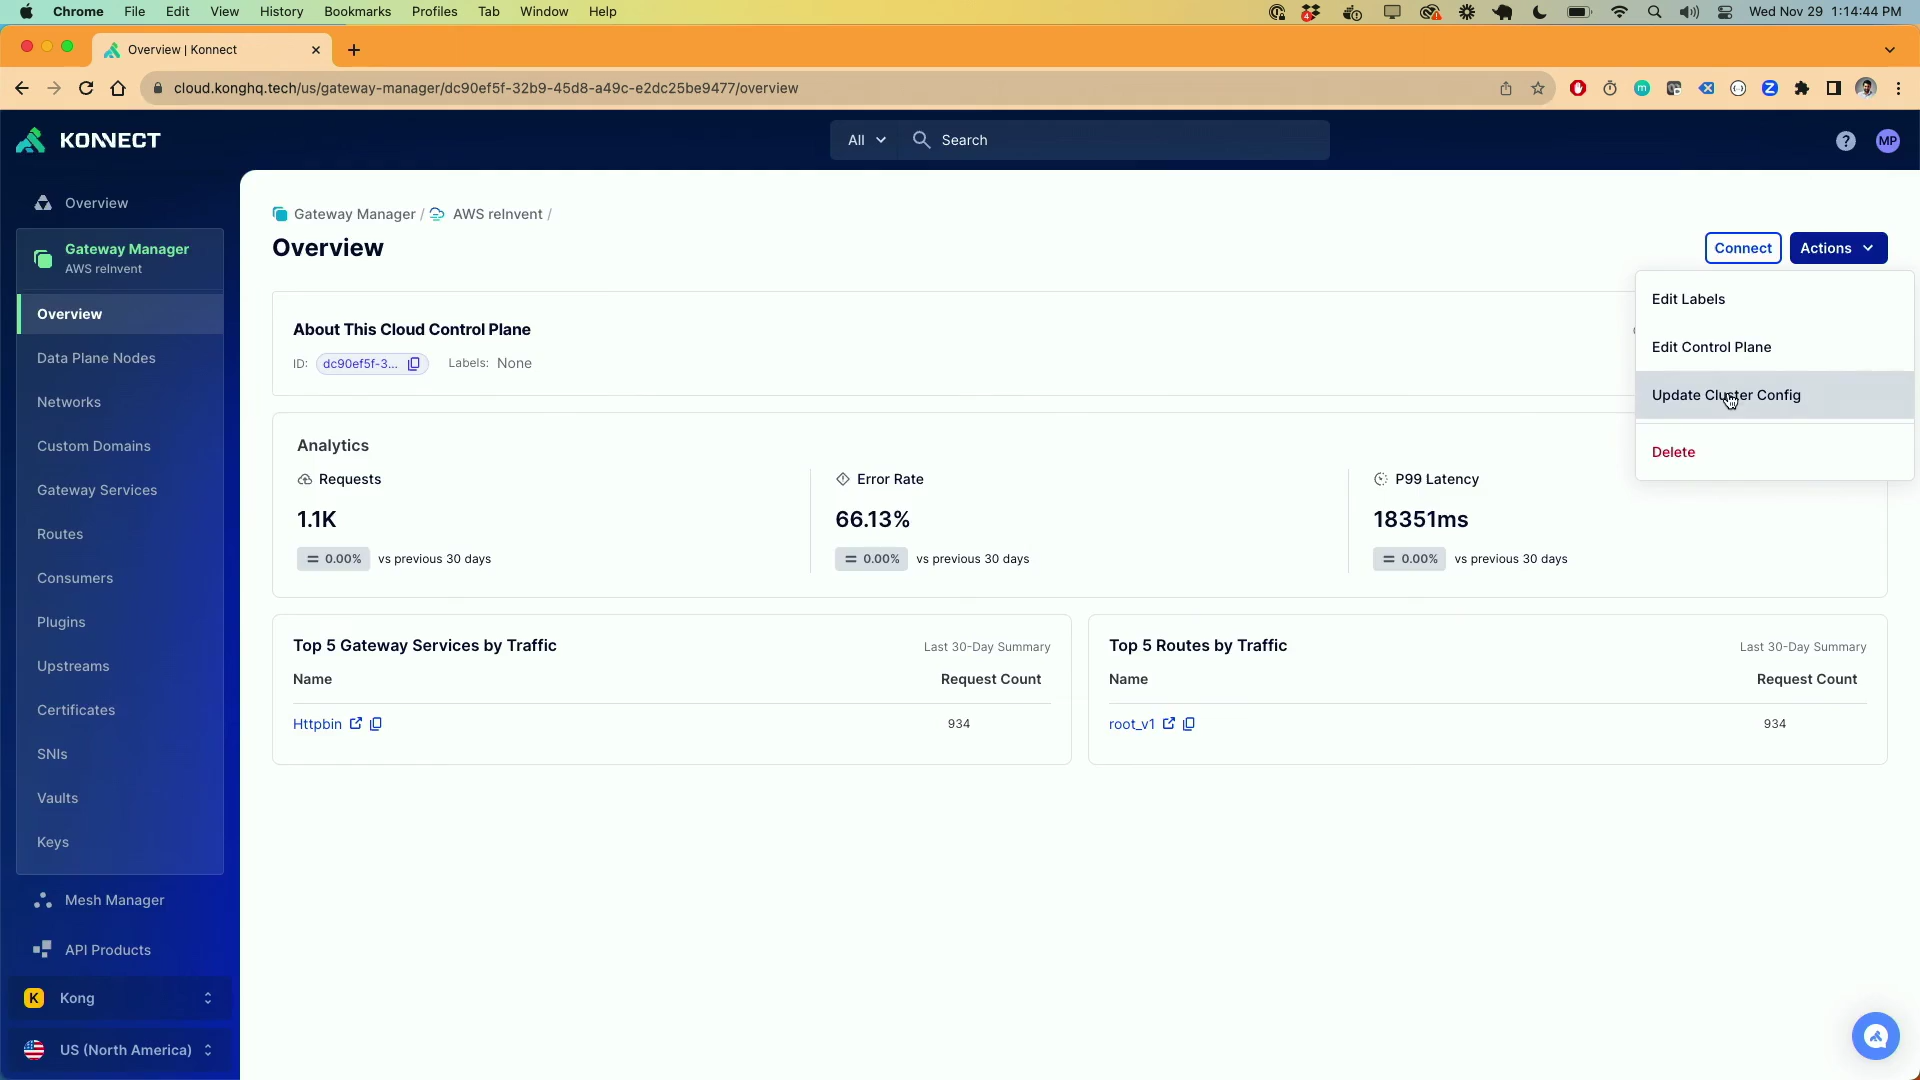 Chrome File Edit View History Bookmarks Profiles Tab Window Help
4
Wed Nov 29 1:14:44 PM
Overview | Konnect
cloud.konghq.tech/us/gateway-manager/dc90ef5f-32b9-45d8-a49c-e2dc25be9477/overview
KONNECT
All
Search
?
MP
Overview
Gateway Manager
AWS reInvent
Overview
Data Plane Nodes
Networks
Custom Domains
Gateway Services
Routes
Consumers
Plugins
Upstreams
Certificates
SNIs
Vaults
Keys
Mesh Manager
API Products
K Kong
US (North America)
Gateway Manager / AWS reInvent /
Overview
Connect
Actions
Edit Labels
Edit Control Plane
Update Cluster Config
Delete
About This Cloud Control Plane
ID: dc90ef5f-3... Labels: None
Analytics
Requests
1.1K
= 0.00% vs previous 30 days
Error Rate
66.13%
= 0.00% vs previous 30 days
P99 Latency
18351ms
= 0.00% vs previous 30 days
Top 5 Gateway Services by Traffic
Last 30-Day Summary
Name Request Count
Httpbin 934
Top 5 Routes by Traffic
Last 30-Day Summary
Name Request Count
root_v1 934